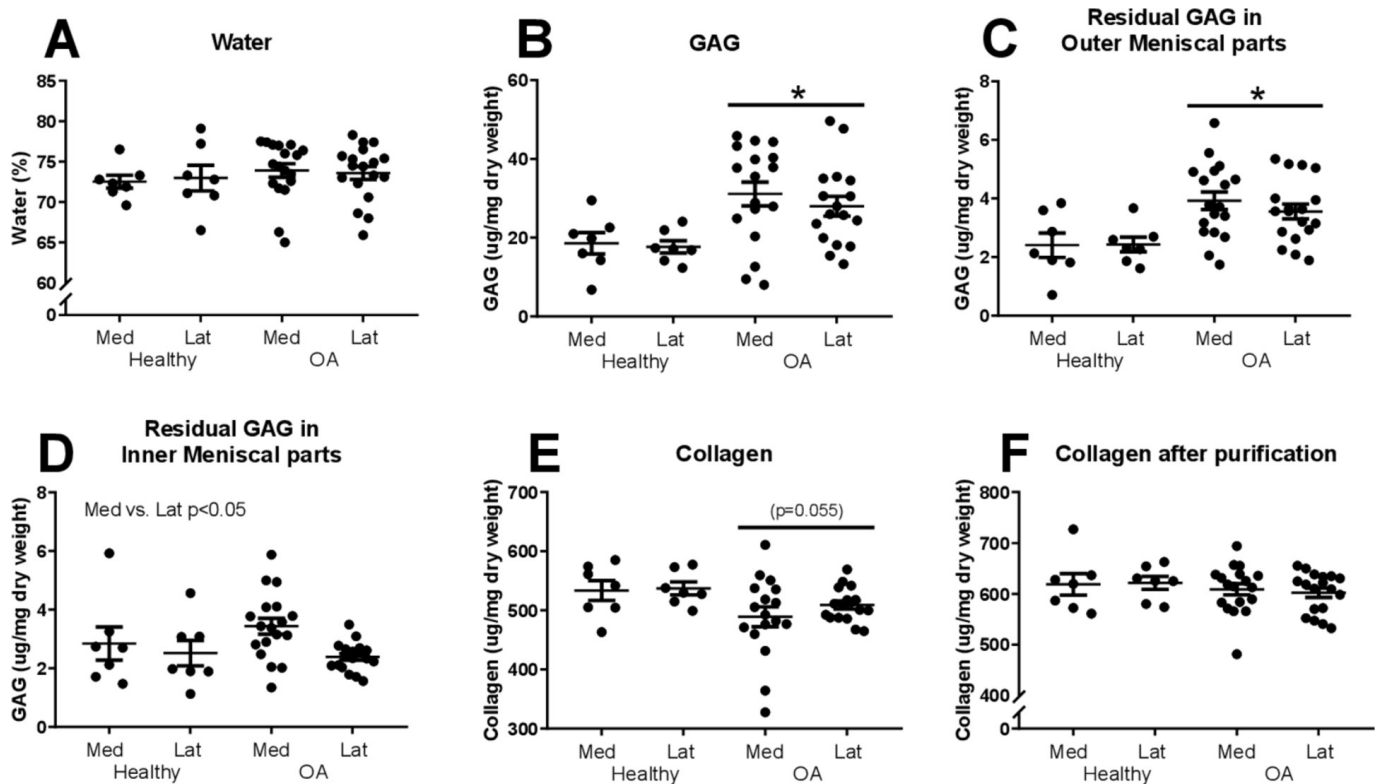 A
Water
Water (%)
85
80
75
70
65
60
0
Med
Lat
Med
Lat
Healthy
OA
B
GAG
GAG (ug/mg dry weight)
60
40
20
0
*
Med
Lat
Med
Lat
Healthy
OA
C
Residual GAG in
Outer Meniscal parts
GAG (ug/mg dry weight)
8
6
4
2
0
*
Med
Lat
Med
Lat
Healthy
OA
D
Residual GAG in
Inner Meniscal parts
GAG (ug/mg dry weight)
8
6
4
2
0
Med vs. Lat p<0.05
Med
Lat
Med
Lat
Healthy
OA
E
Collagen
Collagen (ug/mg dry weight)
700
600
500
400
300
(p=0.055)
Med
Lat
Med
Lat
Healthy
OA
F
Collagen after purification
Collagen (ug/mg dry weight)
800
700
600
500
400
0
Med
Lat
Med
Lat
Healthy
OA